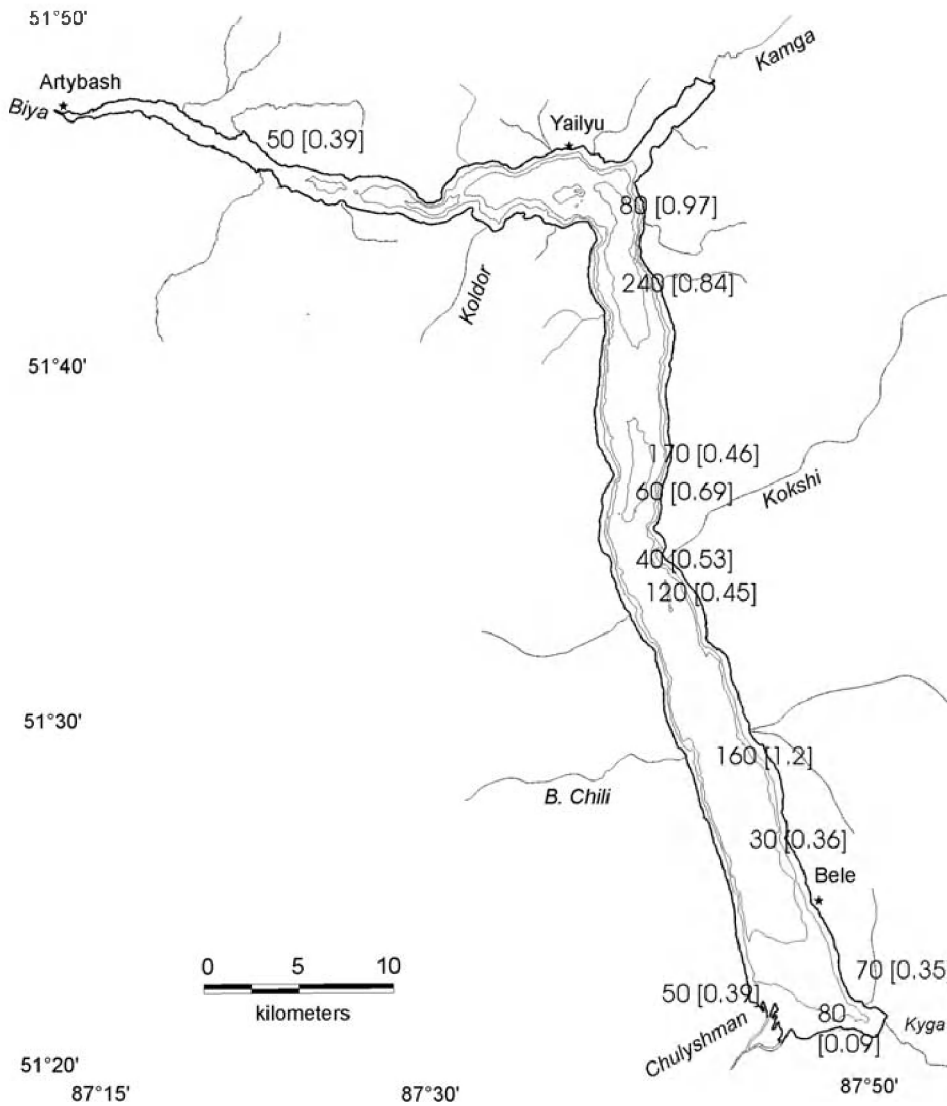 51°50'
Kamga
Artybash
Biya
Yailyu
50 [0.39]
80 [0.97]
240 [0.84]
Koldor
51°40'
170 [0.46]
60 [0.69]
Kokshi
40 [0.53]
120 [0.45]
51°30'
160 [1.2]
B. Chili
30 [0.36]
Bele
0 5 10
kilometers
70 [0.35
50 [0.39]
80
[0.09]
Kyga
Chulyshman
51°20'
87°15'
87°30'
87°50'